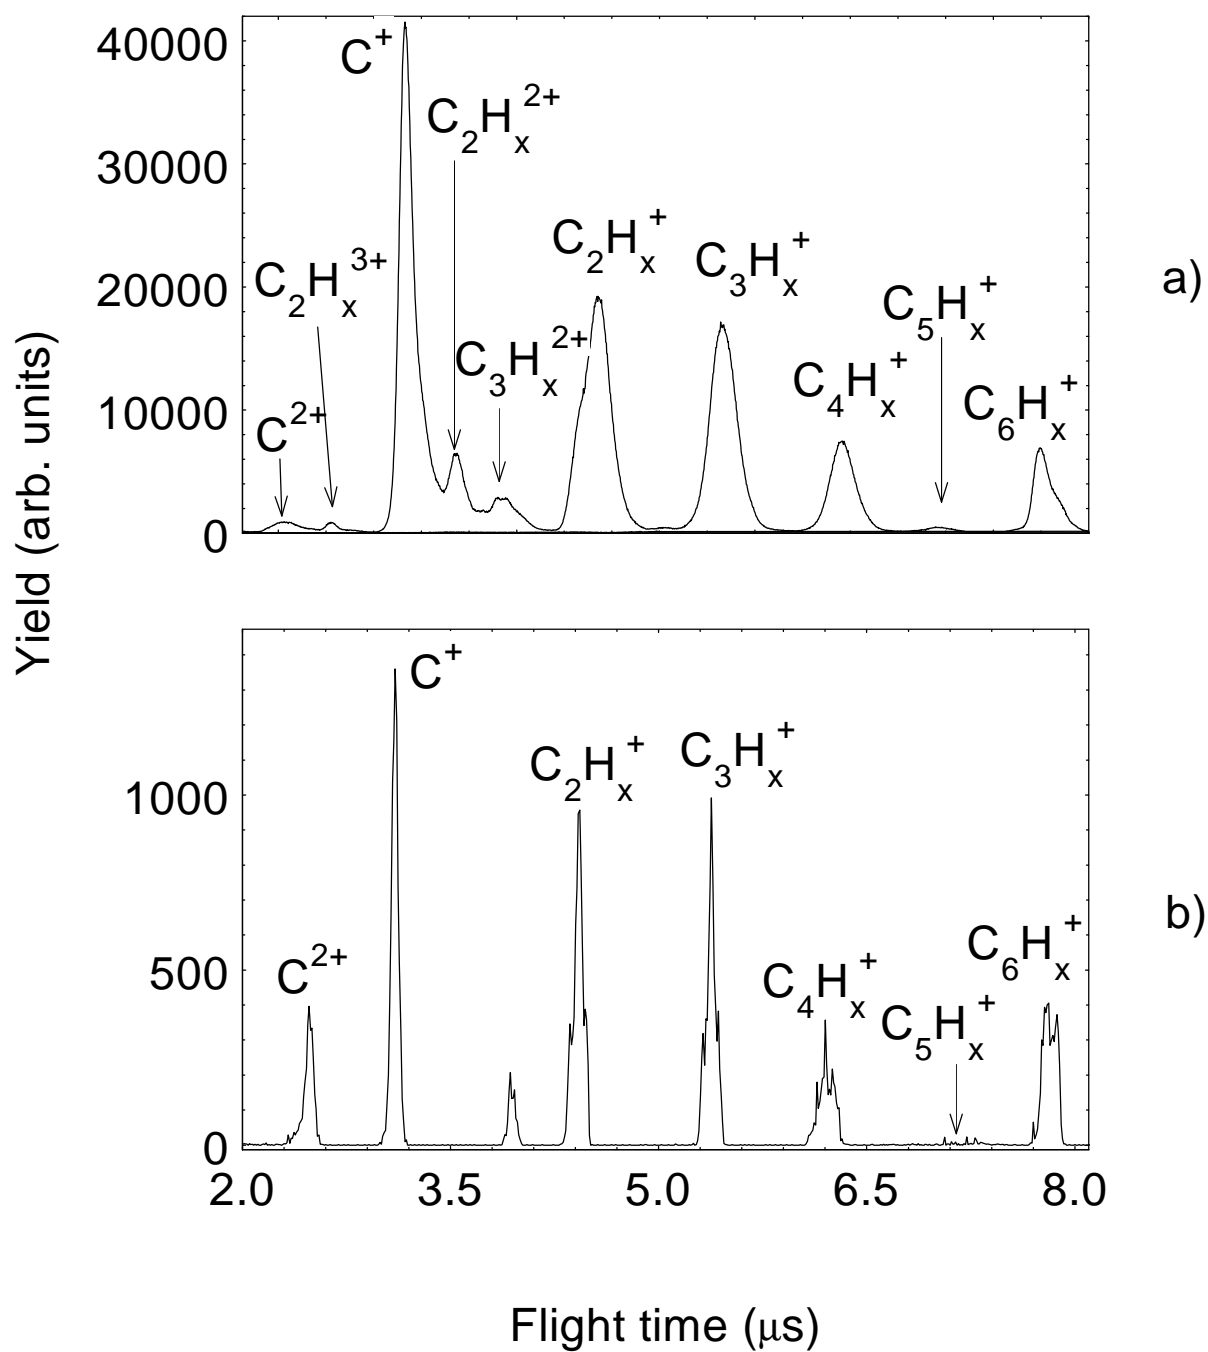 Yield (arb. units)
40000
30000
20000
10000
0
C⁺
C₂Hₓ²⁺
C₂Hₓ³⁺
C²⁺
C₃Hₓ²⁺
C₂Hₓ⁺
C₃Hₓ⁺
C₄Hₓ⁺
C₅Hₓ⁺
C₆Hₓ⁺
a)
1000
500
0
C²⁺
C⁺
C₂Hₓ⁺
C₃Hₓ⁺
C₄Hₓ⁺
C₅Hₓ⁺
C₆Hₓ⁺
b)
2.0 3.5 5.0 6.5 8.0
Flight time (μs)